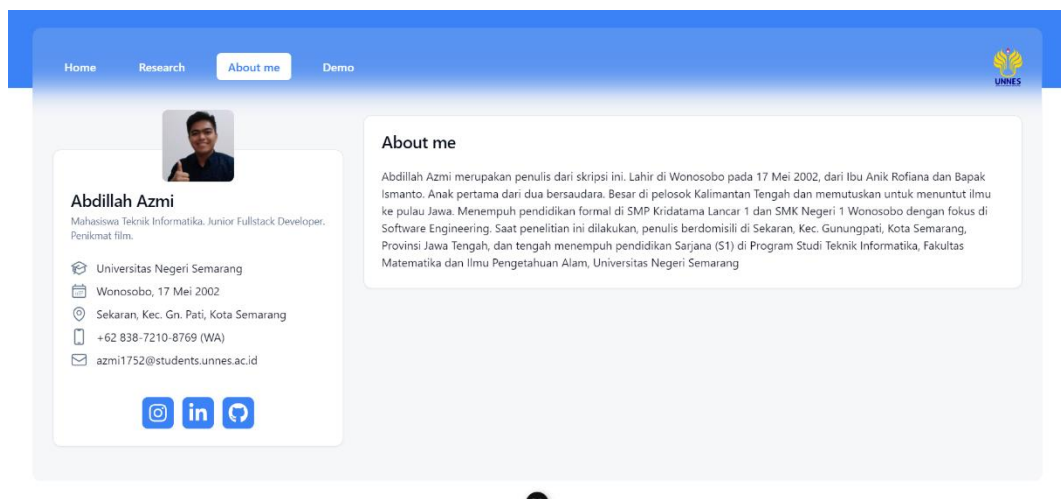 Home Research About me Demo
UNNES
Abdillah Azmi
Mahasiswa Teknik Informatika. Junior Fullstack Developer.
Penikmat film.
Universitas Negeri Semarang
Wonosobo, 17 Mei 2002
Sekaran, Kec. Gn. Pati, Kota Semarang
+62 838-7210-8769 (WA)
azmi1752@students.unnes.ac.id
in
About me
Abdillah Azmi merupakan penulis dari skripsi ini. Lahir di Wonosobo pada 17 Mei 2002, dari Ibu Anik Rofiana dan Bapak
Ismanto. Anak pertama dari dua bersaudara. Besar di pelosok Kalimantan Tengah dan memutuskan untuk menuntut ilmu
ke pulau Jawa. Menempuh pendidikan formal di SMP Kridatama Lancar 1 dan SMK Negeri 1 Wonosobo dengan fokus di
Software Engineering. Saat penelitian ini dilakukan, penulis berdomisili di Sekaran, Kec. Gunungpati, Kota Semarang,
Provinsi Jawa Tengah, dan tengah menempuh pendidikan Sarjana (S1) di Program Studi Teknik Informatika, Fakultas
Matematika dan Ilmu Pengetahuan Alam, Universitas Negeri Semarang